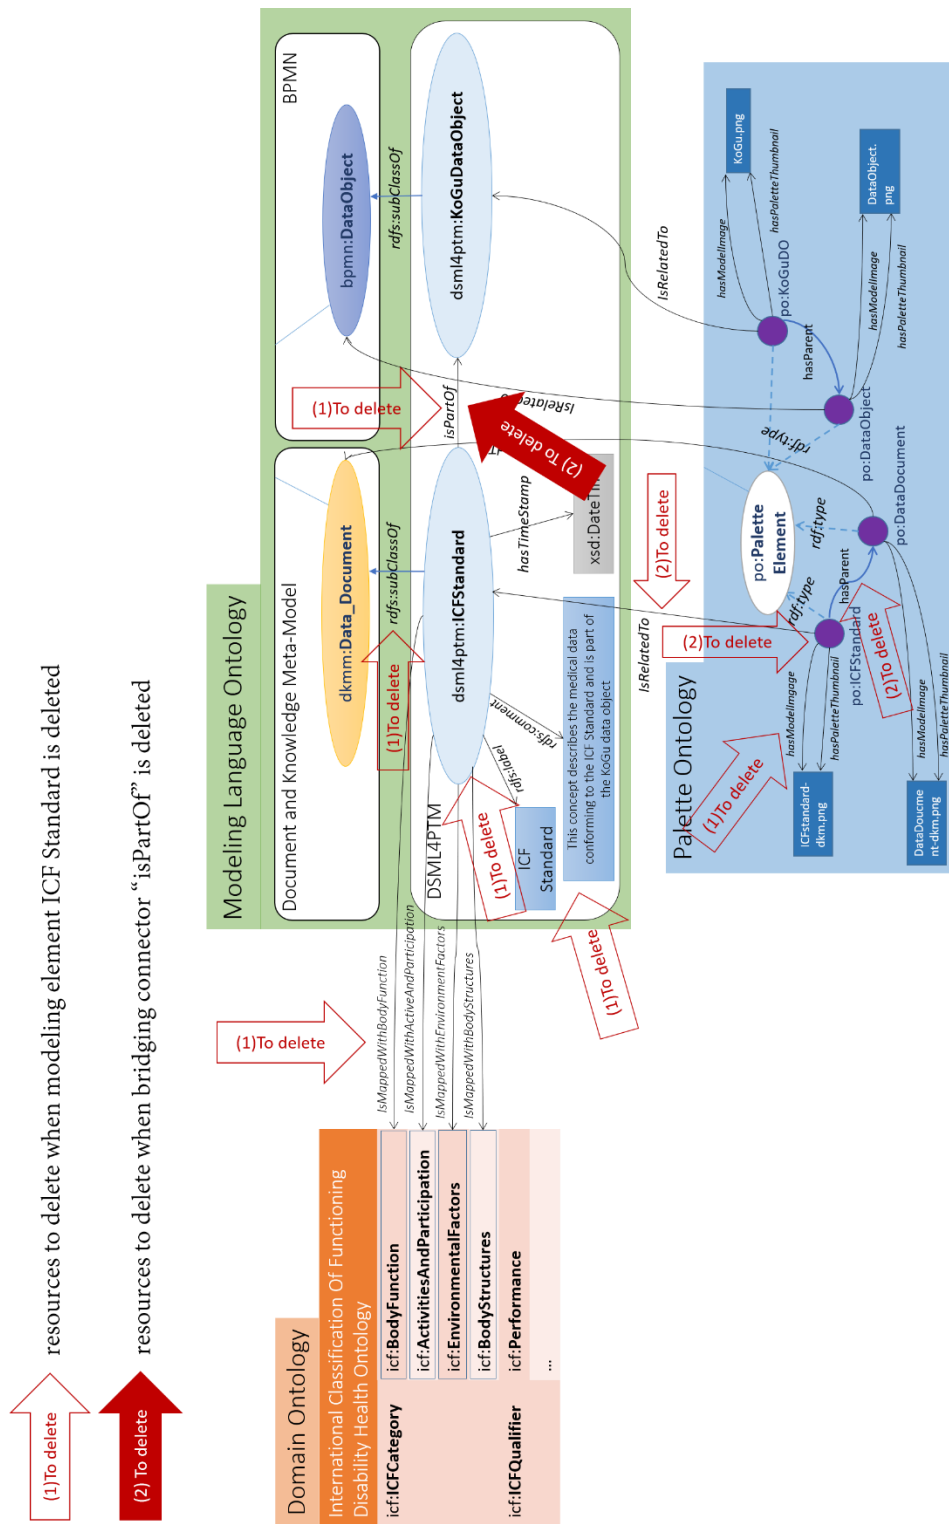 (1)To delete
resources to delete when modeling element ICF Standard is deleted
(2) To delete
resources to delete when bridging connector “isPartOf” is deleted
Domain Ontology
International Classification Of Functioning
Disability Health Ontology
icf:ICFCategory
icf:BodyFunction
icf:ActivitiesAndParticipation
icf:EnvironmentalFactors
icf:BodyStructures
icf:ICFQualifier
icf:Performance
...
(1)To delete
IsMappedWithBodyFunction
IsMappedWithActiveAndParticipation
IsMappedWithEnvironmentFactors
IsMappedWithBodyStructures
Modeling Language Ontology
Document and Knowledge Meta-Model
dkmm:Data_Document
BPMN
bpmn:DataObject
(1)To delete
rdfs:subClassOf
(1)To delete
rdfs:subClassOf
DSML4PTM
dsml4ptm:ICFStandard
isPartOf
dsml4ptm:KoGuDataObject
(2) To delete
IsRelated
hasTimeStamp
xsd:DateTi
rdfs:label
rdfs:comment
(1)To delete
ICF
Standard
This concept describes the medical data
conforming to the ICF Standard and is part of
the KoGu data object
(1)To delete
IsRelatedTo
(2)To delete
IsRelatedTo
Palette Ontology
(2)To delete
po:Palette
Element
rdf:type
rdf:type
rdf:type
po:ICFStandard
hasParent
po:DataDocument
(2)To delete
(1)To delete
hasModelImgage
hasPaletteThumbnail
ICFstandard-
dkm.png
hasModelImage
hasPaletteThumbnail
DataDoucme
nt-dkm.png
po:DataObject
hasParent
po:KoGuDO
hasModelImage
hasPaletteThumbnail
KoGu.png
hasModelImage
hasPaletteThumbnail
DataObject.
png